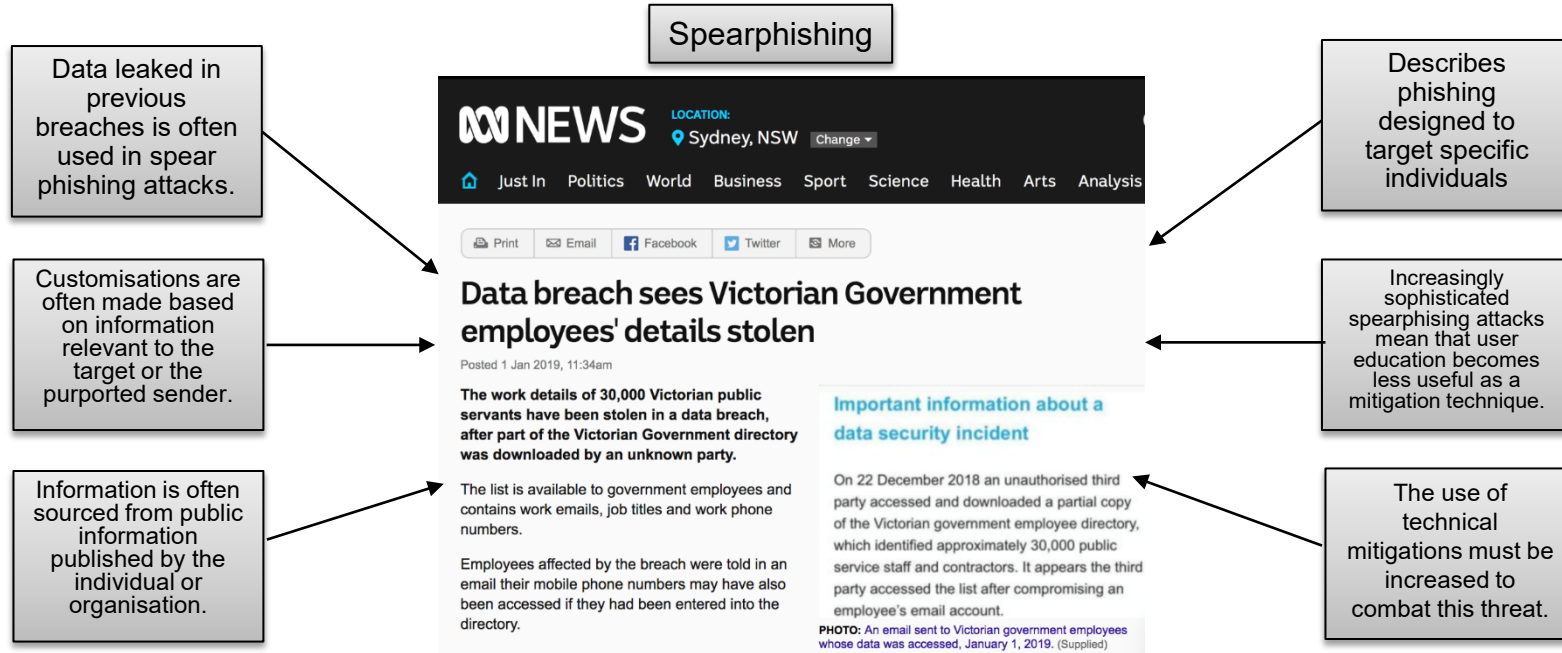 Spearphishing
Data leaked in
previous
breaches is often
used in spear
phishing attacks.
Customisations are
often made based
on information
relevant to the
target or the
purported sender.
Information is often
sourced from public
information
published by the
individual or
organisation.
NEWS
LOCATION:
Sydney, NSW Change
Just In Politics World Business Sport Science Health Arts Analysis
Print Email Facebook Twitter More
Data breach sees Victorian Government
employees' details stolen
Posted 1 Jan 2019, 11:34am
The work details of 30,000 Victorian public
servants have been stolen in a data breach,
after part of the Victorian Government directory
was downloaded by an unknown party.
The list is available to government employees and
contains work emails, job titles and work phone
numbers.
Employees affected by the breach were told in an
email their mobile phone numbers may have also
been accessed if they had been entered into the
directory.
Important information about a
data security incident
On 22 December 2018 an unauthorised third
party accessed and downloaded a partial copy
of the Victorian government employee directory,
which identified approximately 30,000 public
service staff and contractors. It appears the third
party accessed the list after compromising an
employee's email account.
PHOTO: An email sent to Victorian government employees
whose data was accessed, January 1, 2019. (Supplied)
Describes
phishing
designed to
target specific
individuals
Increasingly
sophisticated
spearphising attacks
mean that user
education becomes
less useful as a
mitigation technique.
The use of
technical
mitigations must be
increased to
combat this threat.